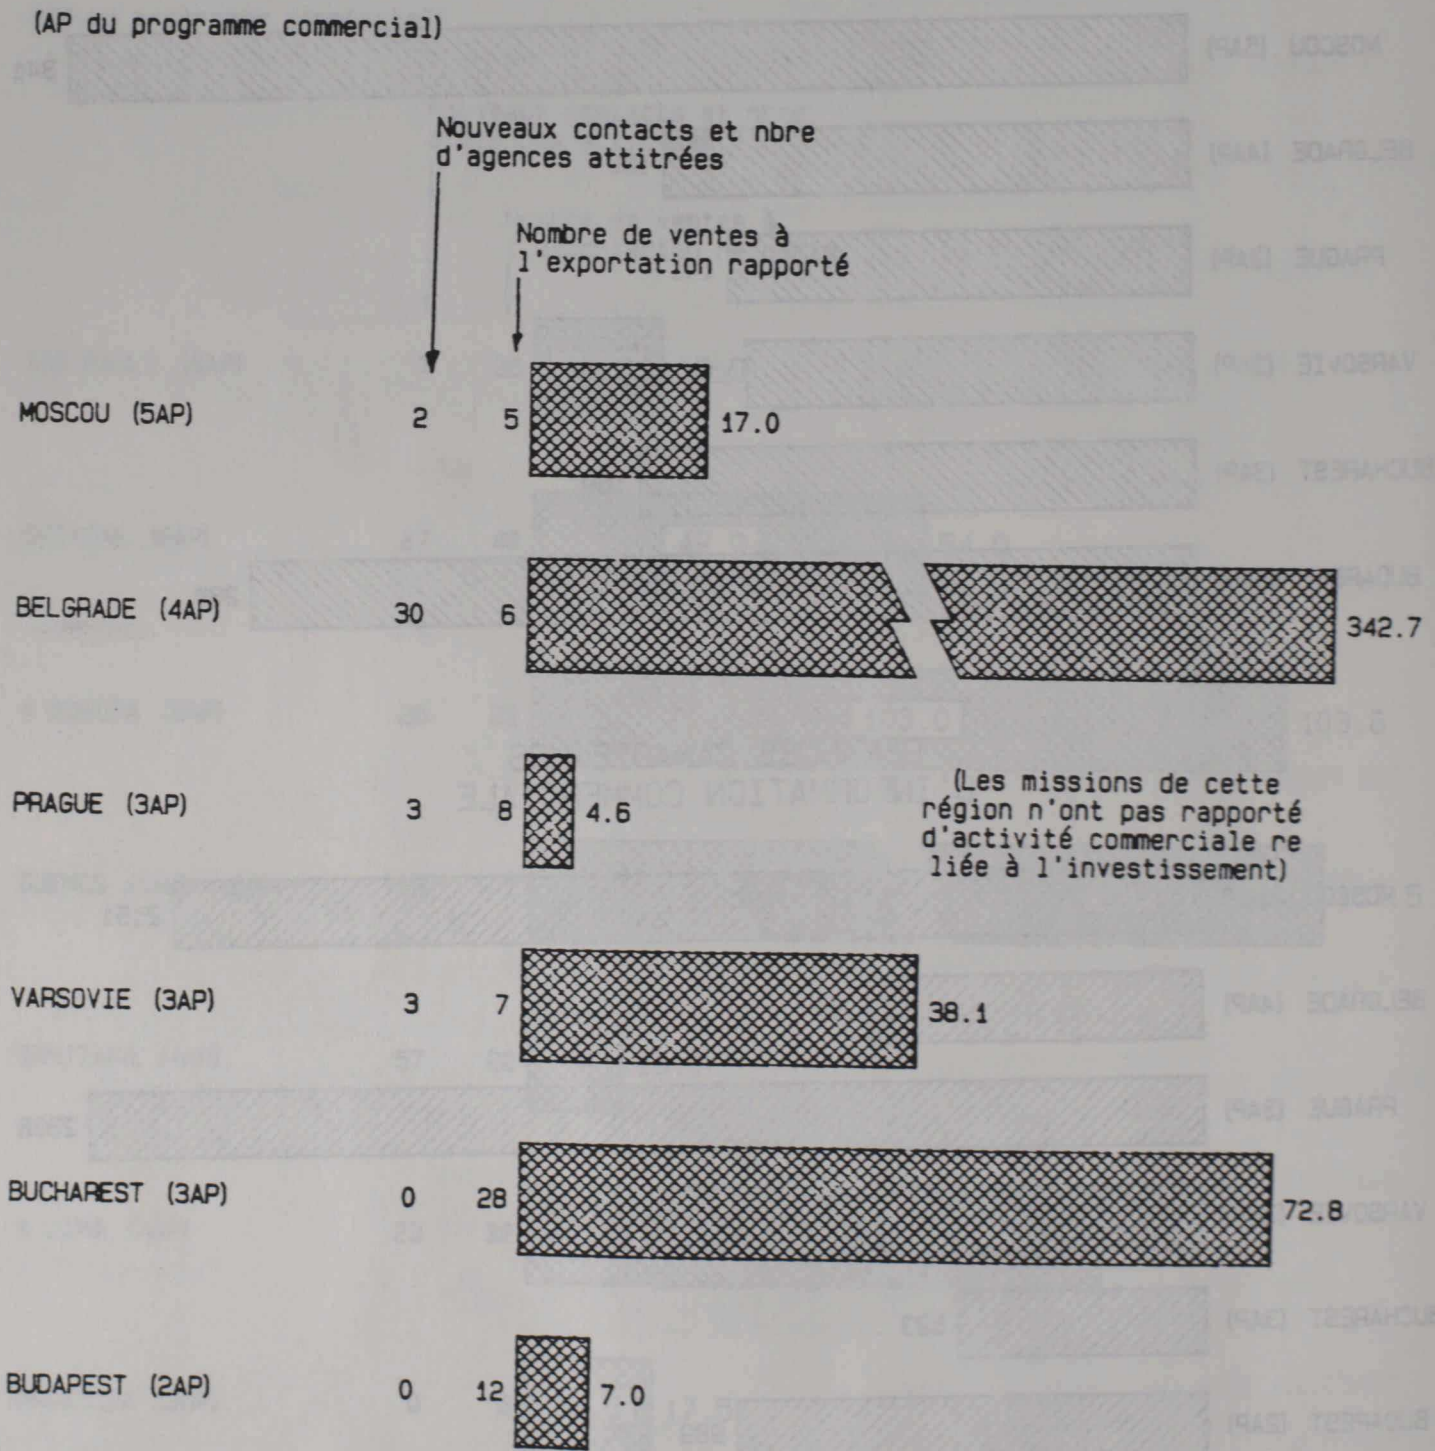 (AP du programme commercial)
Nouveaux contacts et nbre
d'agences attitrées
Nombre de ventes à
l'exportation rapporté
MOSCOU (5AP) 2 5 17.0
BELGRADE (4AP) 30 6 342.7
PRAGUE (3AP) 3 8 4.6
(Les missions de cette
région n'ont pas rapporté
d'activité commerciale re
liée à l'investissement)
VARSOVIE (3AP) 3 7 38.1
BUCHAREST (3AP) 0 28 72.8
BUDAPEST (2AP) 0 12 7.0